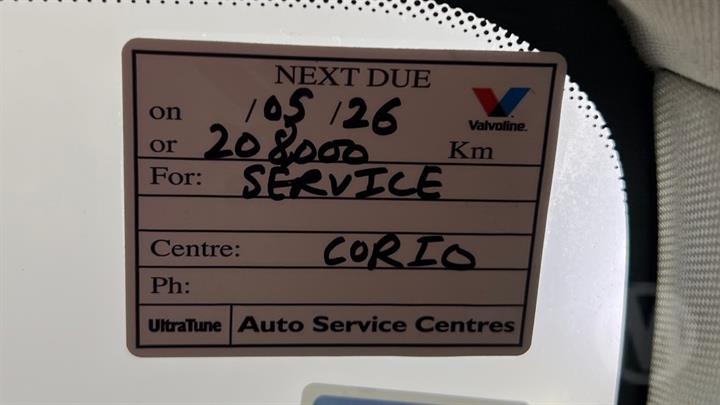 NEXT DUE
on /05/26
Valvoline.
or 208000 Km
For: SERVICE
Centre: CORIO
Ph:
UltraTune Auto Service Centres